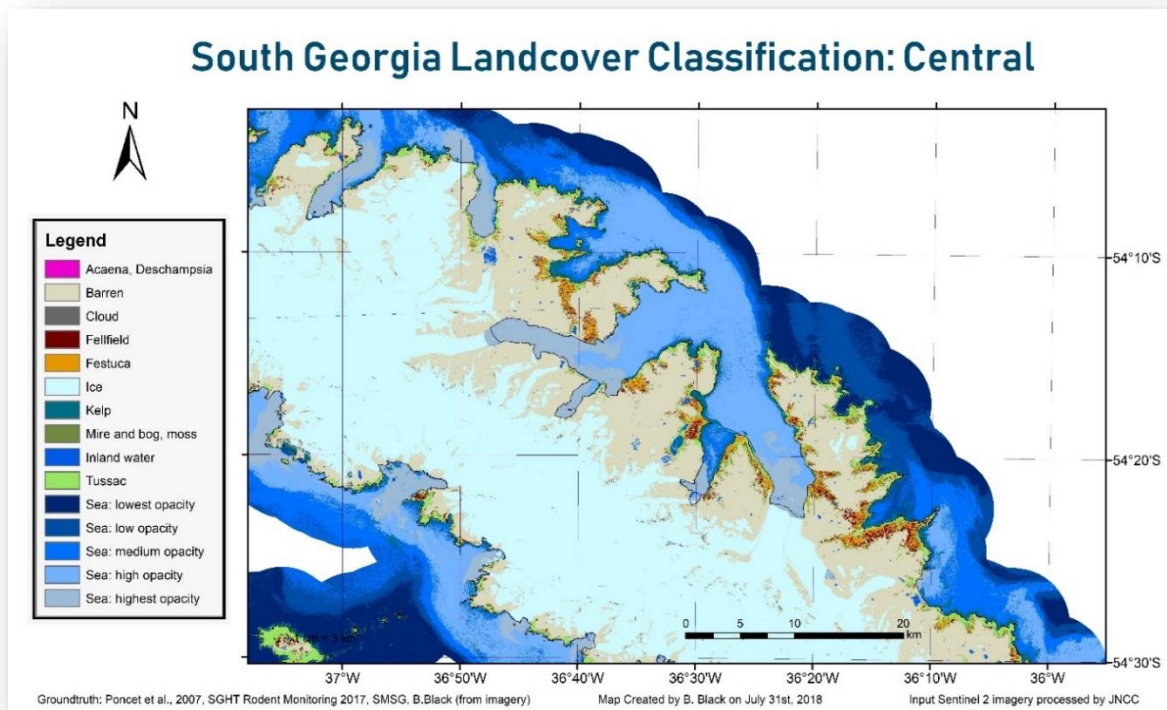 South Georgia Landcover Classification: Central
N
Legend
Acaena, Deschampsia
Barren
Cloud
Fellfield
Festuca
Ice
Kelp
Mire and bog, moss
Inland water
Tussac
Sea: lowest opacity
Sea: low opacity
Sea: medium opacity
Sea: high opacity
Sea: highest opacity
54°10'S
54°20'S
54°30'S
0 5 10 20
km
= 3 km
37°W 36°50'W 36°40'W 36°30'W 36°20'W 36°10'W 36°W
Groundtruth: Poncet et al., 2007, SGHT Rodent Monitoring 2017, SMSG, B.Black (from imagery) Map Created by B. Black on July 31st, 2018 Input Sentinel 2 imagery processed by JNCC